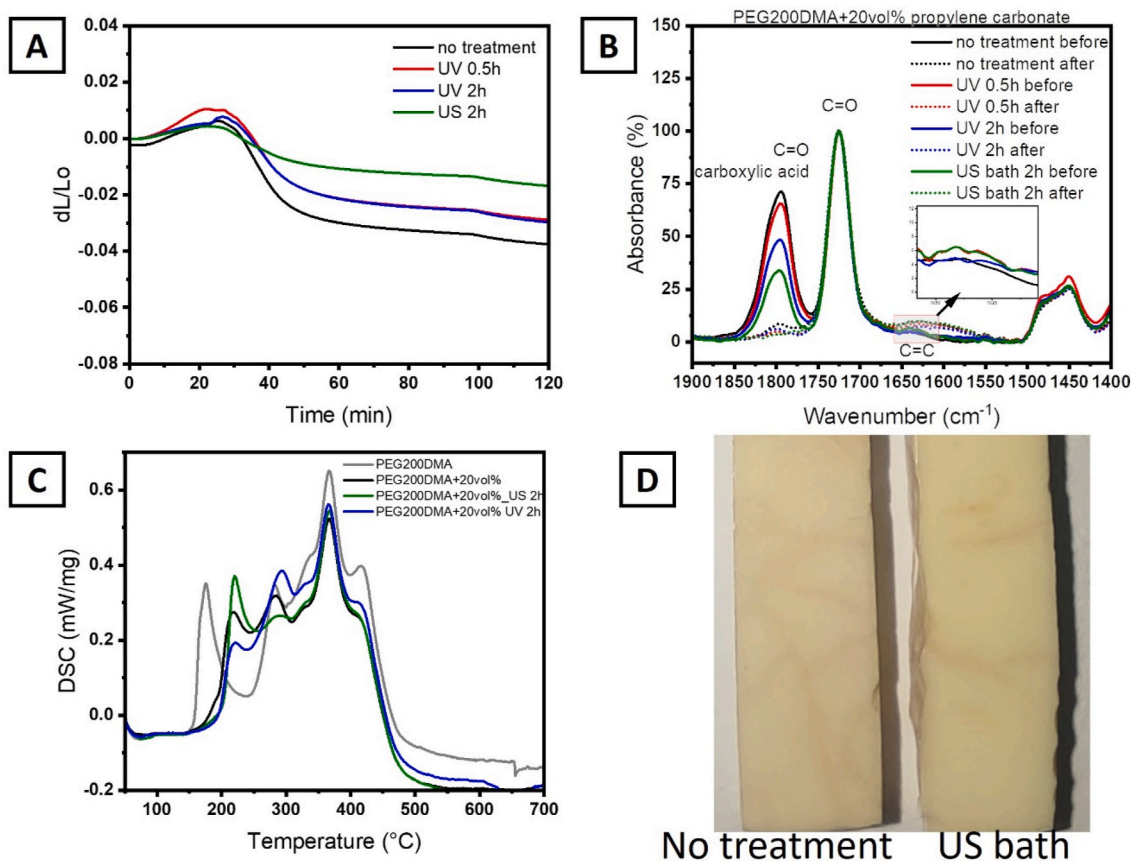 A
0.04
0.02
0.00
-0.02
-0.04
-0.06
-0.08
dL/Lo
no treatment
UV 0.5h
UV 2h
US 2h
0 20 40 60 80 100 120
Time (min)
B
PEG200DMA+20vol% propylene carbonate
150
125
100
75
50
25
0
Absorbance (%)
no treatment before
no treatment after
UV 0.5h before
UV 0.5h after
UV 2h before
UV 2h after
US bath 2h before
US bath 2h after
C=O
C=O
carboxylic acid
C=C
1900 1850 1800 1750 1700 1650 1600 1550 1500 1450 1400
Wavenumber (cm⁻¹)
C
0.6
0.4
0.2
0.0
-0.2
DSC (mW/mg)
PEG200DMA
PEG200DMA+20vol%
PEG200DMA+20vol%_US 2h
PEG200DMA+20vol% UV 2h
100 200 300 400 500 600 700
Temperature (°C)
D
No treatment US bath